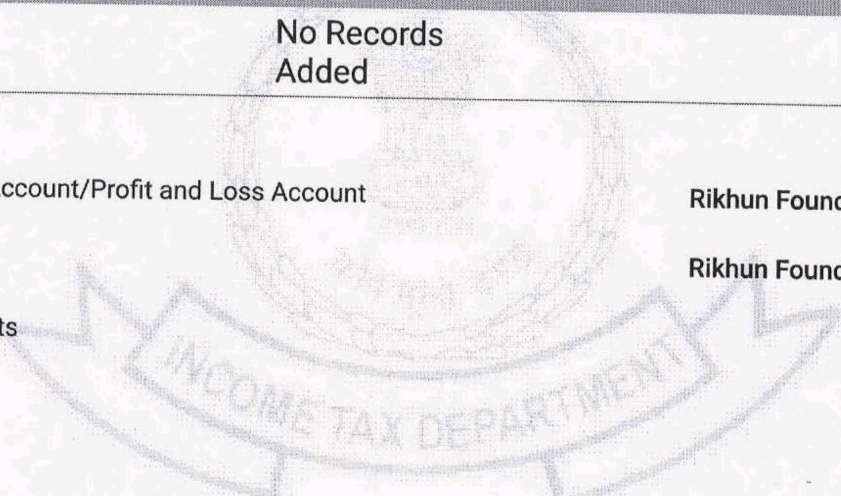 No Records
Added
ccount/Profit and Loss Account
Rikhun Found
Rikhun Found
ts
INCOME TAX DEPARTMENT